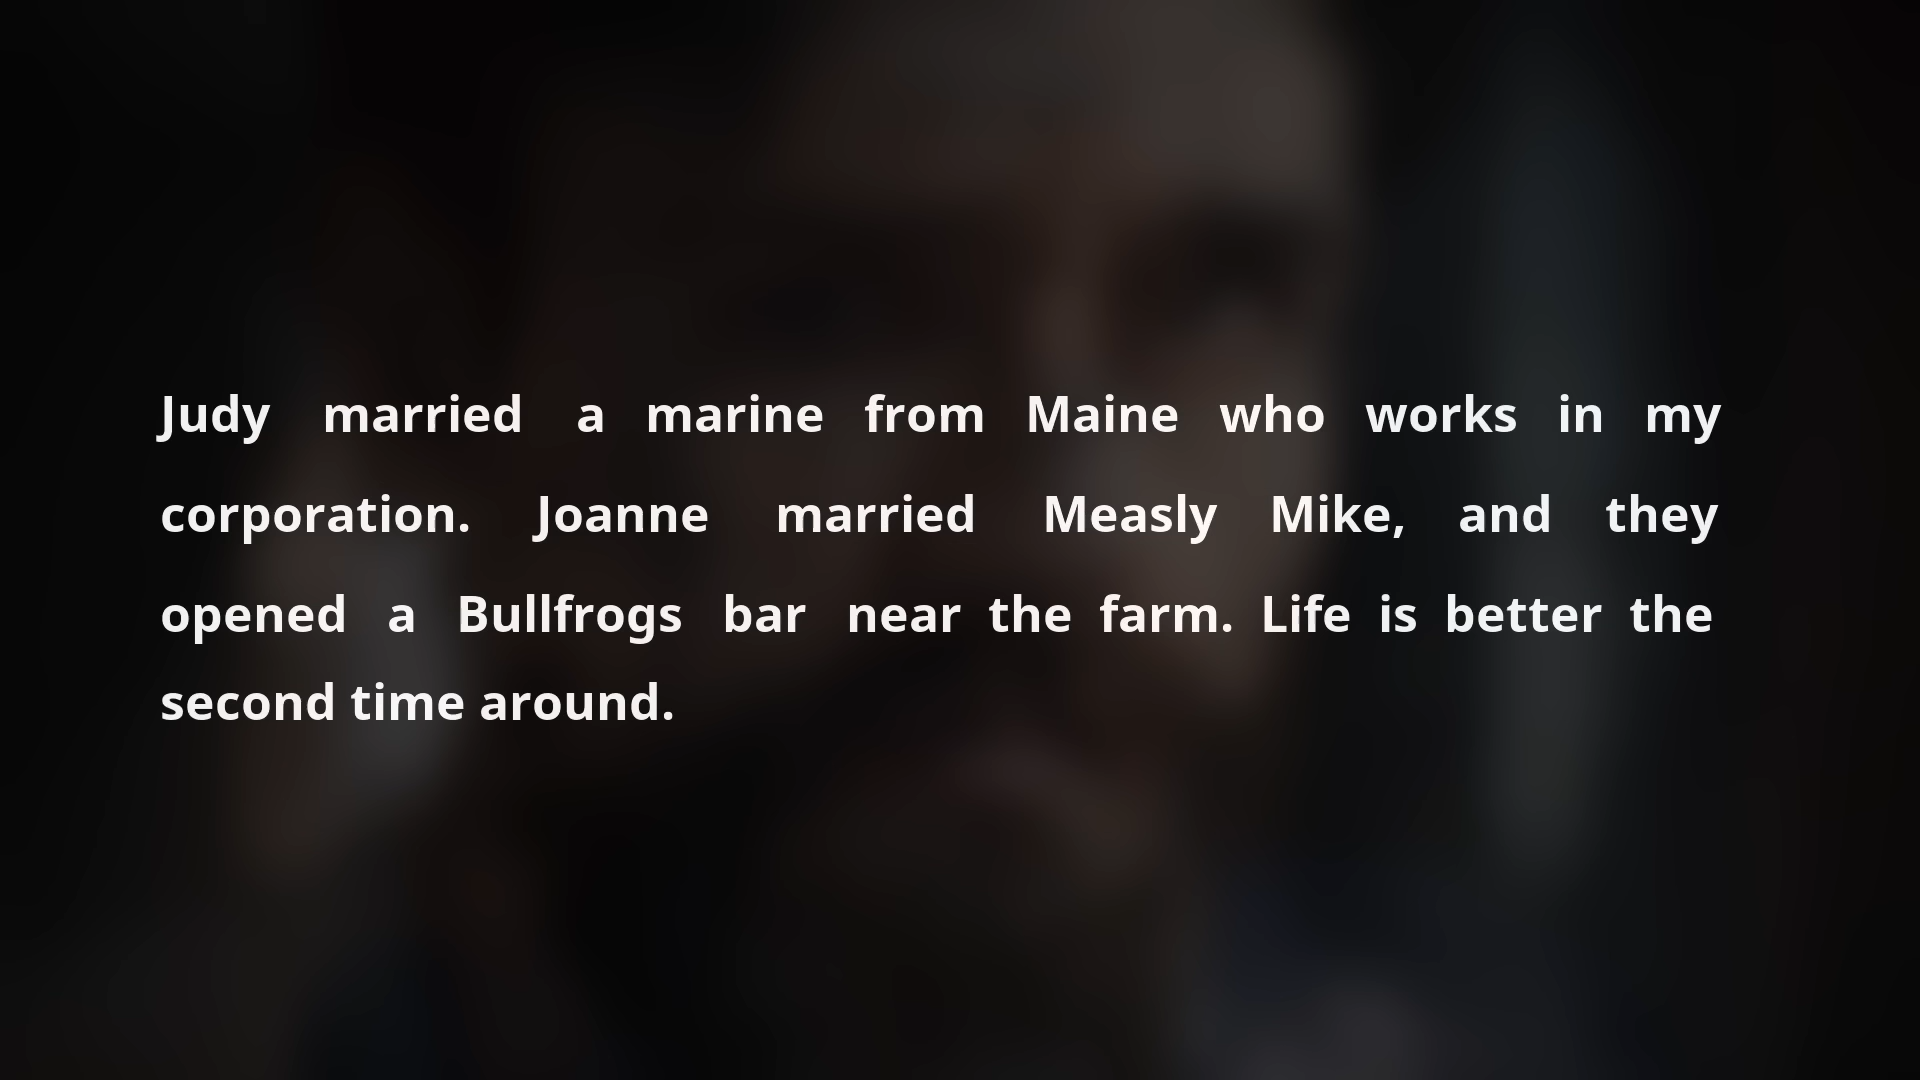 Judy married a marine from Maine who works in my
corporation. Joanne married Measly Mike, and they
opened a Bullfrogs bar near the farm. Life is better the
second time around.